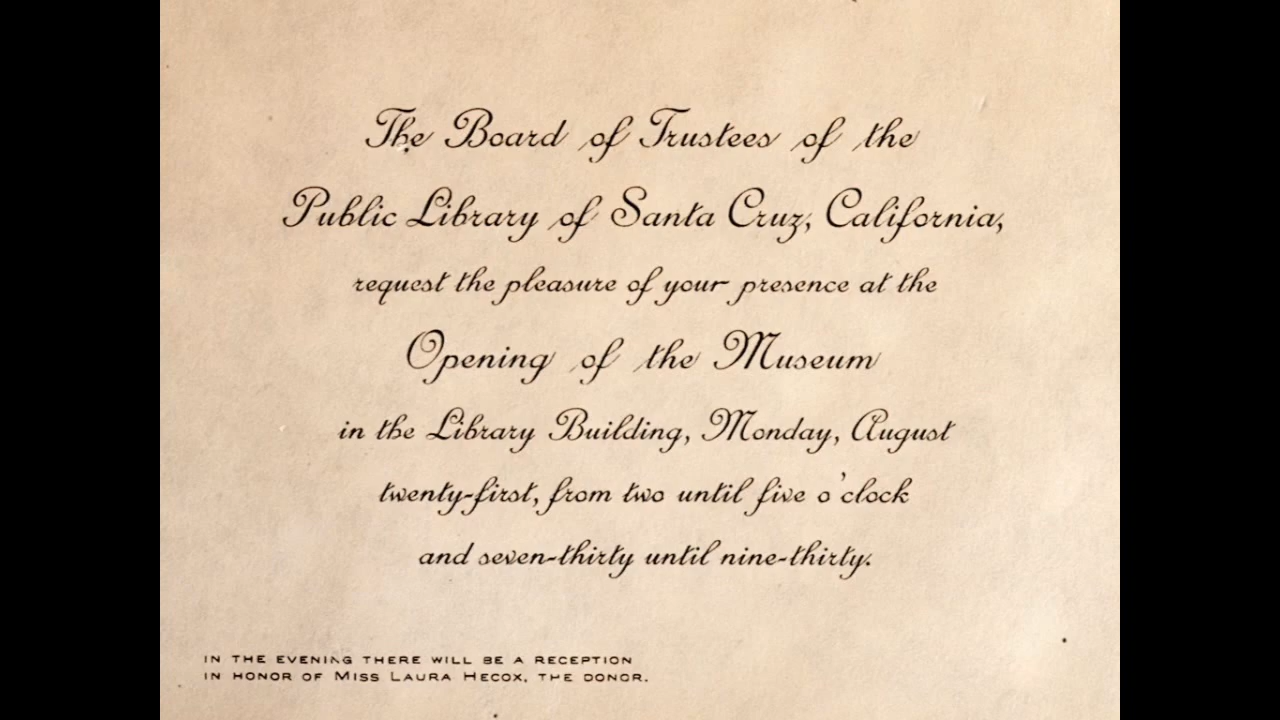 The Board of Trustees of the
Public Library of Santa Cruz, California,
request the pleasure of your presence at the
Opening of the Museum
in the Library Building, Monday, August
twenty-first, from two until five o'clock
and seven-thirty until nine-thirty.
IN THE EVENING THERE WILL BE A RECEPTION
IN HONOR OF MISS LAURA HECOX, THE DONOR.